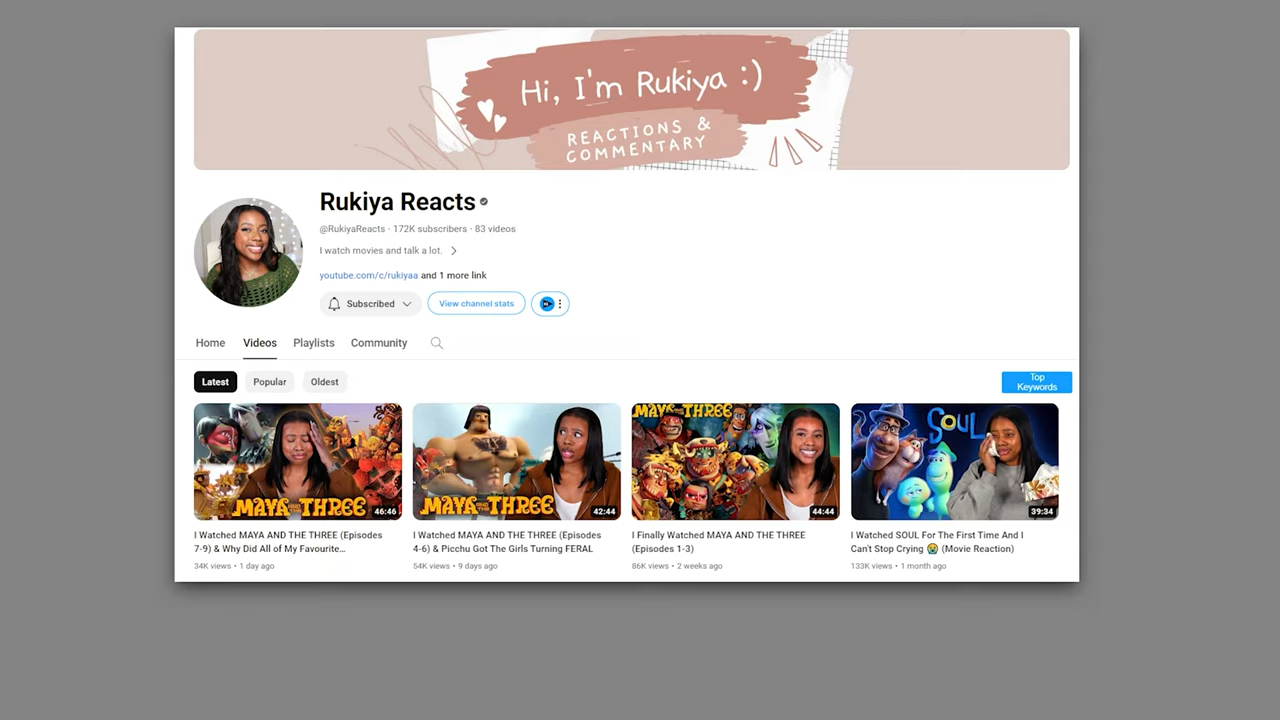 Hi, I'm Rukiya :)
REACTIONS &
COMMENTARY
Rukiya Reacts
@RukiyaReacts · 172K subscribers · 83 videos
I watch movies and talk a lot.
youtube.com/c/rukiyaa and 1 more link
Subscribed
View channel stats
Home Videos Playlists Community
Latest Popular Oldest
Top
Keywords
MAYA AND THE THREE
46:46
MAYA AND THE THREE
42:44
MAYA AND THE THREE
44:44
SOUL
39:34
I Watched MAYA AND THE THREE (Episodes
7-9) & Why Did All of My Favourite...
34K views • 1 day ago
I Watched MAYA AND THE THREE (Episodes
4-6) & Picchu Got The Girls Turning FERAL
54K views • 9 days ago
I Finally Watched MAYA AND THE THREE
(Episodes 1-3)
86K views • 2 weeks ago
I Watched SOUL For The First Time And I
Can't Stop Crying 😭 (Movie Reaction)
133K views • 1 month ago